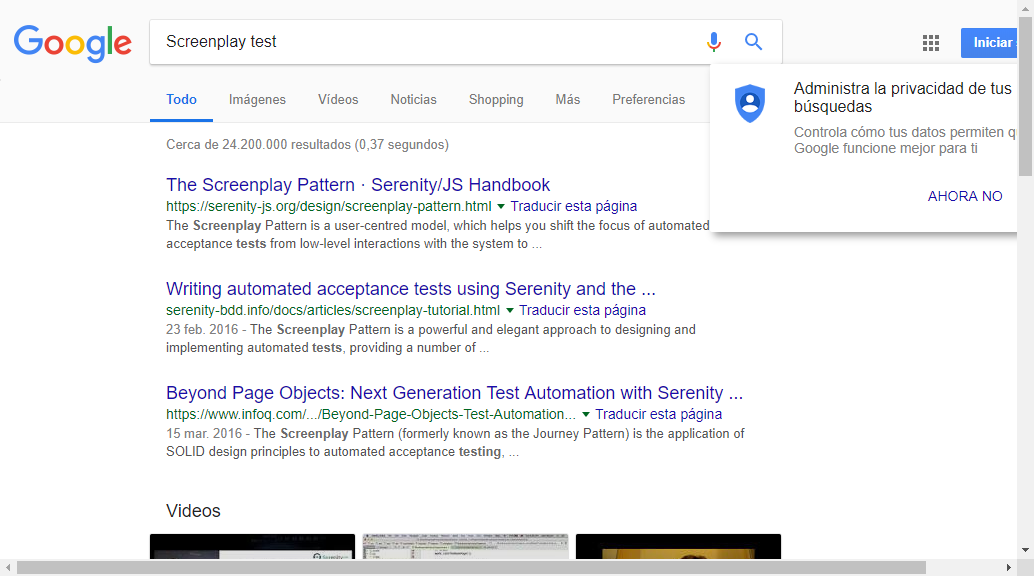 Google
Screenplay test
Iniciar
Todo Imágenes Vídeos Noticias Shopping Más Preferencias
Administra la privacidad de tus
búsquedas
Controla cómo tus datos permiten q
Google funcione mejor para ti
AHORA NO
Cerca de 24.200.000 resultados (0,37 segundos)
The Screenplay Pattern · Serenity/JS Handbook
https://serenity-js.org/design/screenplay-pattern.html ▼ Traducir esta página
The Screenplay Pattern is a user-centred model, which helps you shift the focus of automated
acceptance tests from low-level interactions with the system to ...
Writing automated acceptance tests using Serenity and the ...
serenity-bdd.info/docs/articles/screenplay-tutorial.html ▼ Traducir esta página
23 feb. 2016 - The Screenplay Pattern is a powerful and elegant approach to designing and
implementing automated tests, providing a number of ...
Beyond Page Objects: Next Generation Test Automation with Serenity ...
https://www.infoq.com/.../Beyond-Page-Objects-Test-Automation... ▼ Traducir esta página
15 mar. 2016 - The Screenplay Pattern (formerly known as the Journey Pattern) is the application of
SOLID design principles to automated acceptance testing, ...
Videos
Serenity